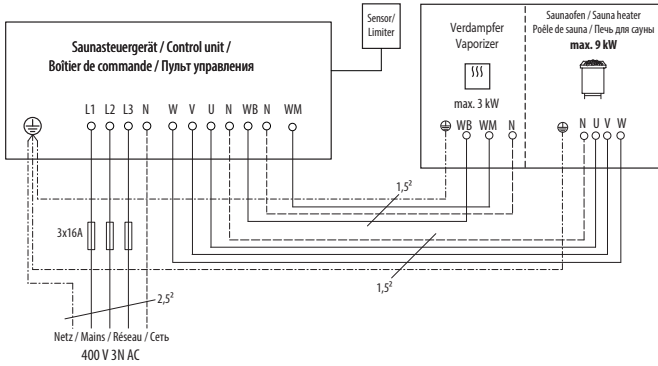 Saunasteuergerät / Control unit /
Boîtier de commande / Пульт управления
Sensor/
Limiter
Verdampfer
Vaporizer
max. 3 kW
Saunaofen / Sauna heater
Poêle de sauna / Печь для сауны
max. 9 kW
L1 L2 L3 N W V U N WB N WM
WB WM N
N U V W
1,5²
3x16A
1,5²
2,5²
Netz / Mains / Réseau / Сеть
400 V 3N AC